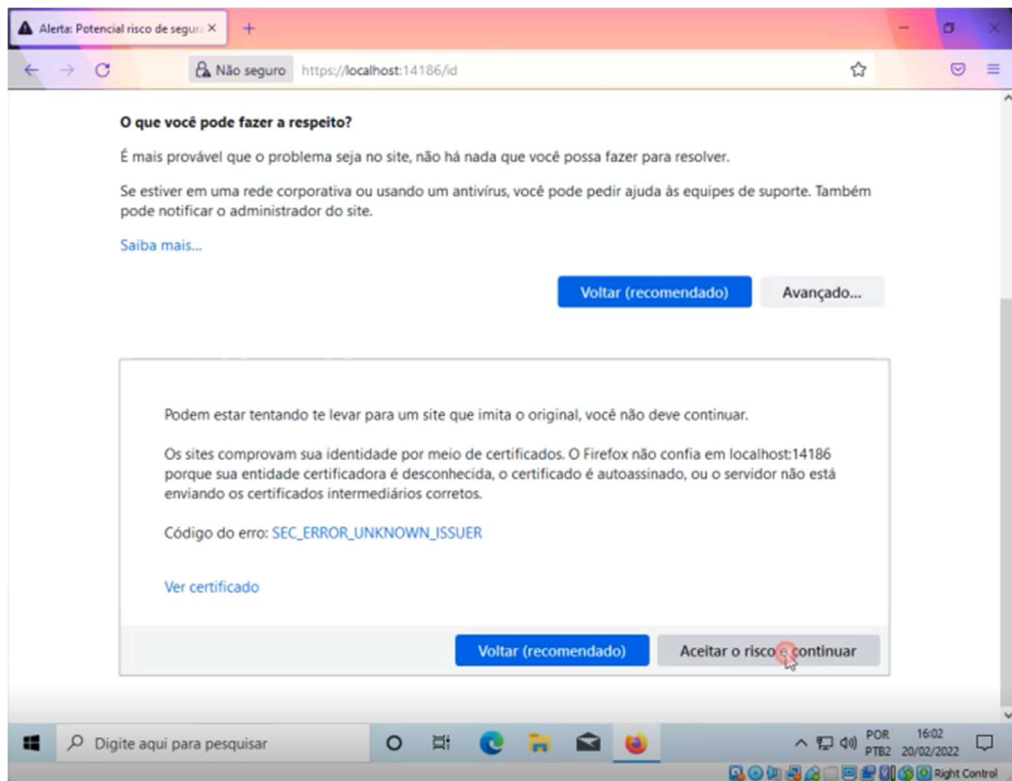 Alerta: Potencial risco de segura
Não seguro https://localhost:14186/id
O que você pode fazer a respeito?
É mais provável que o problema seja no site, não há nada que você possa fazer para resolver.
Se estiver em uma rede corporativa ou usando um antivírus, você pode pedir ajuda às equipes de suporte. Também
pode notificar o administrador do site.
Saiba mais...
Voltar (recomendado) Avançado...
Podem estar tentando te levar para um site que imita o original, você não deve continuar.
Os sites comprovam sua identidade por meio de certificados. O Firefox não confia em localhost:14186
porque sua entidade certificadora é desconhecida, o certificado é autoassinado, ou o servidor não está
enviando os certificados intermediários corretos.
Código do erro: SEC_ERROR_UNKNOWN_ISSUER
Ver certificado
Voltar (recomendado) Aceitar o risco e continuar
Digite aqui para pesquisar
POR 16:02
PTB2 20/02/2022
Right Control